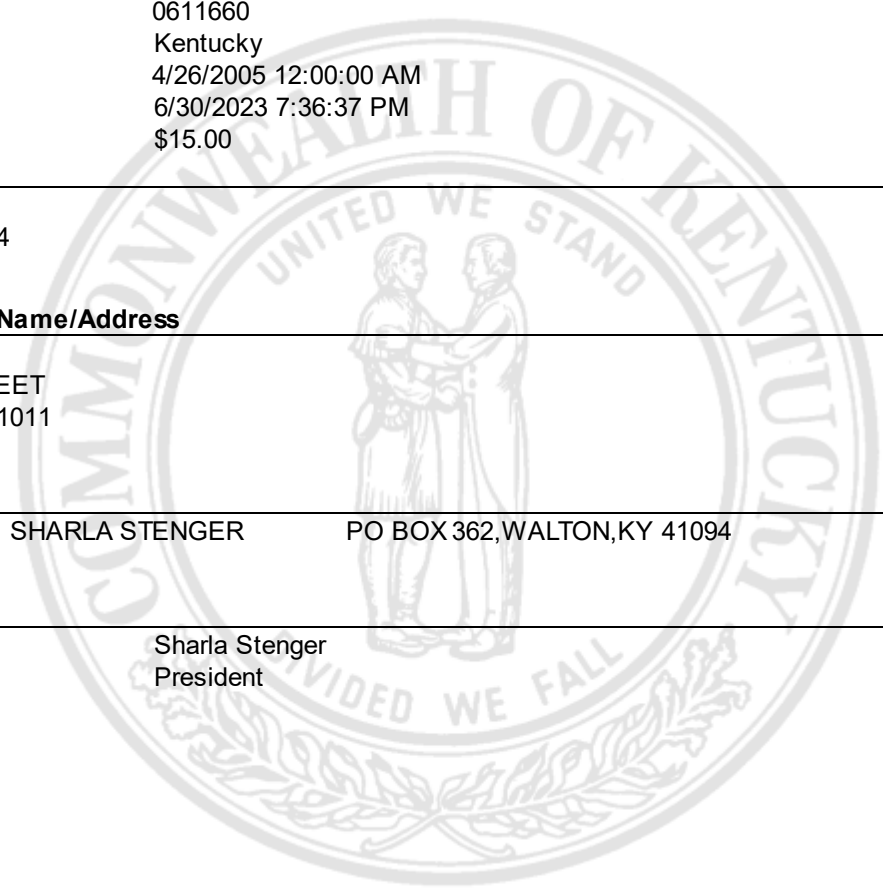 0611660
Kentucky
4/26/2005 12:00:00 AM
6/30/2023 7:36:37 PM
$15.00
4
Name/Address
EET
1011
SHARLA STENGER PO BOX 362,WALTON,KY 41094
Sharla Stenger
President
COMMONWEALTH OF KENTUCKY
UNITED WE STAND
DIVIDED WE FALL